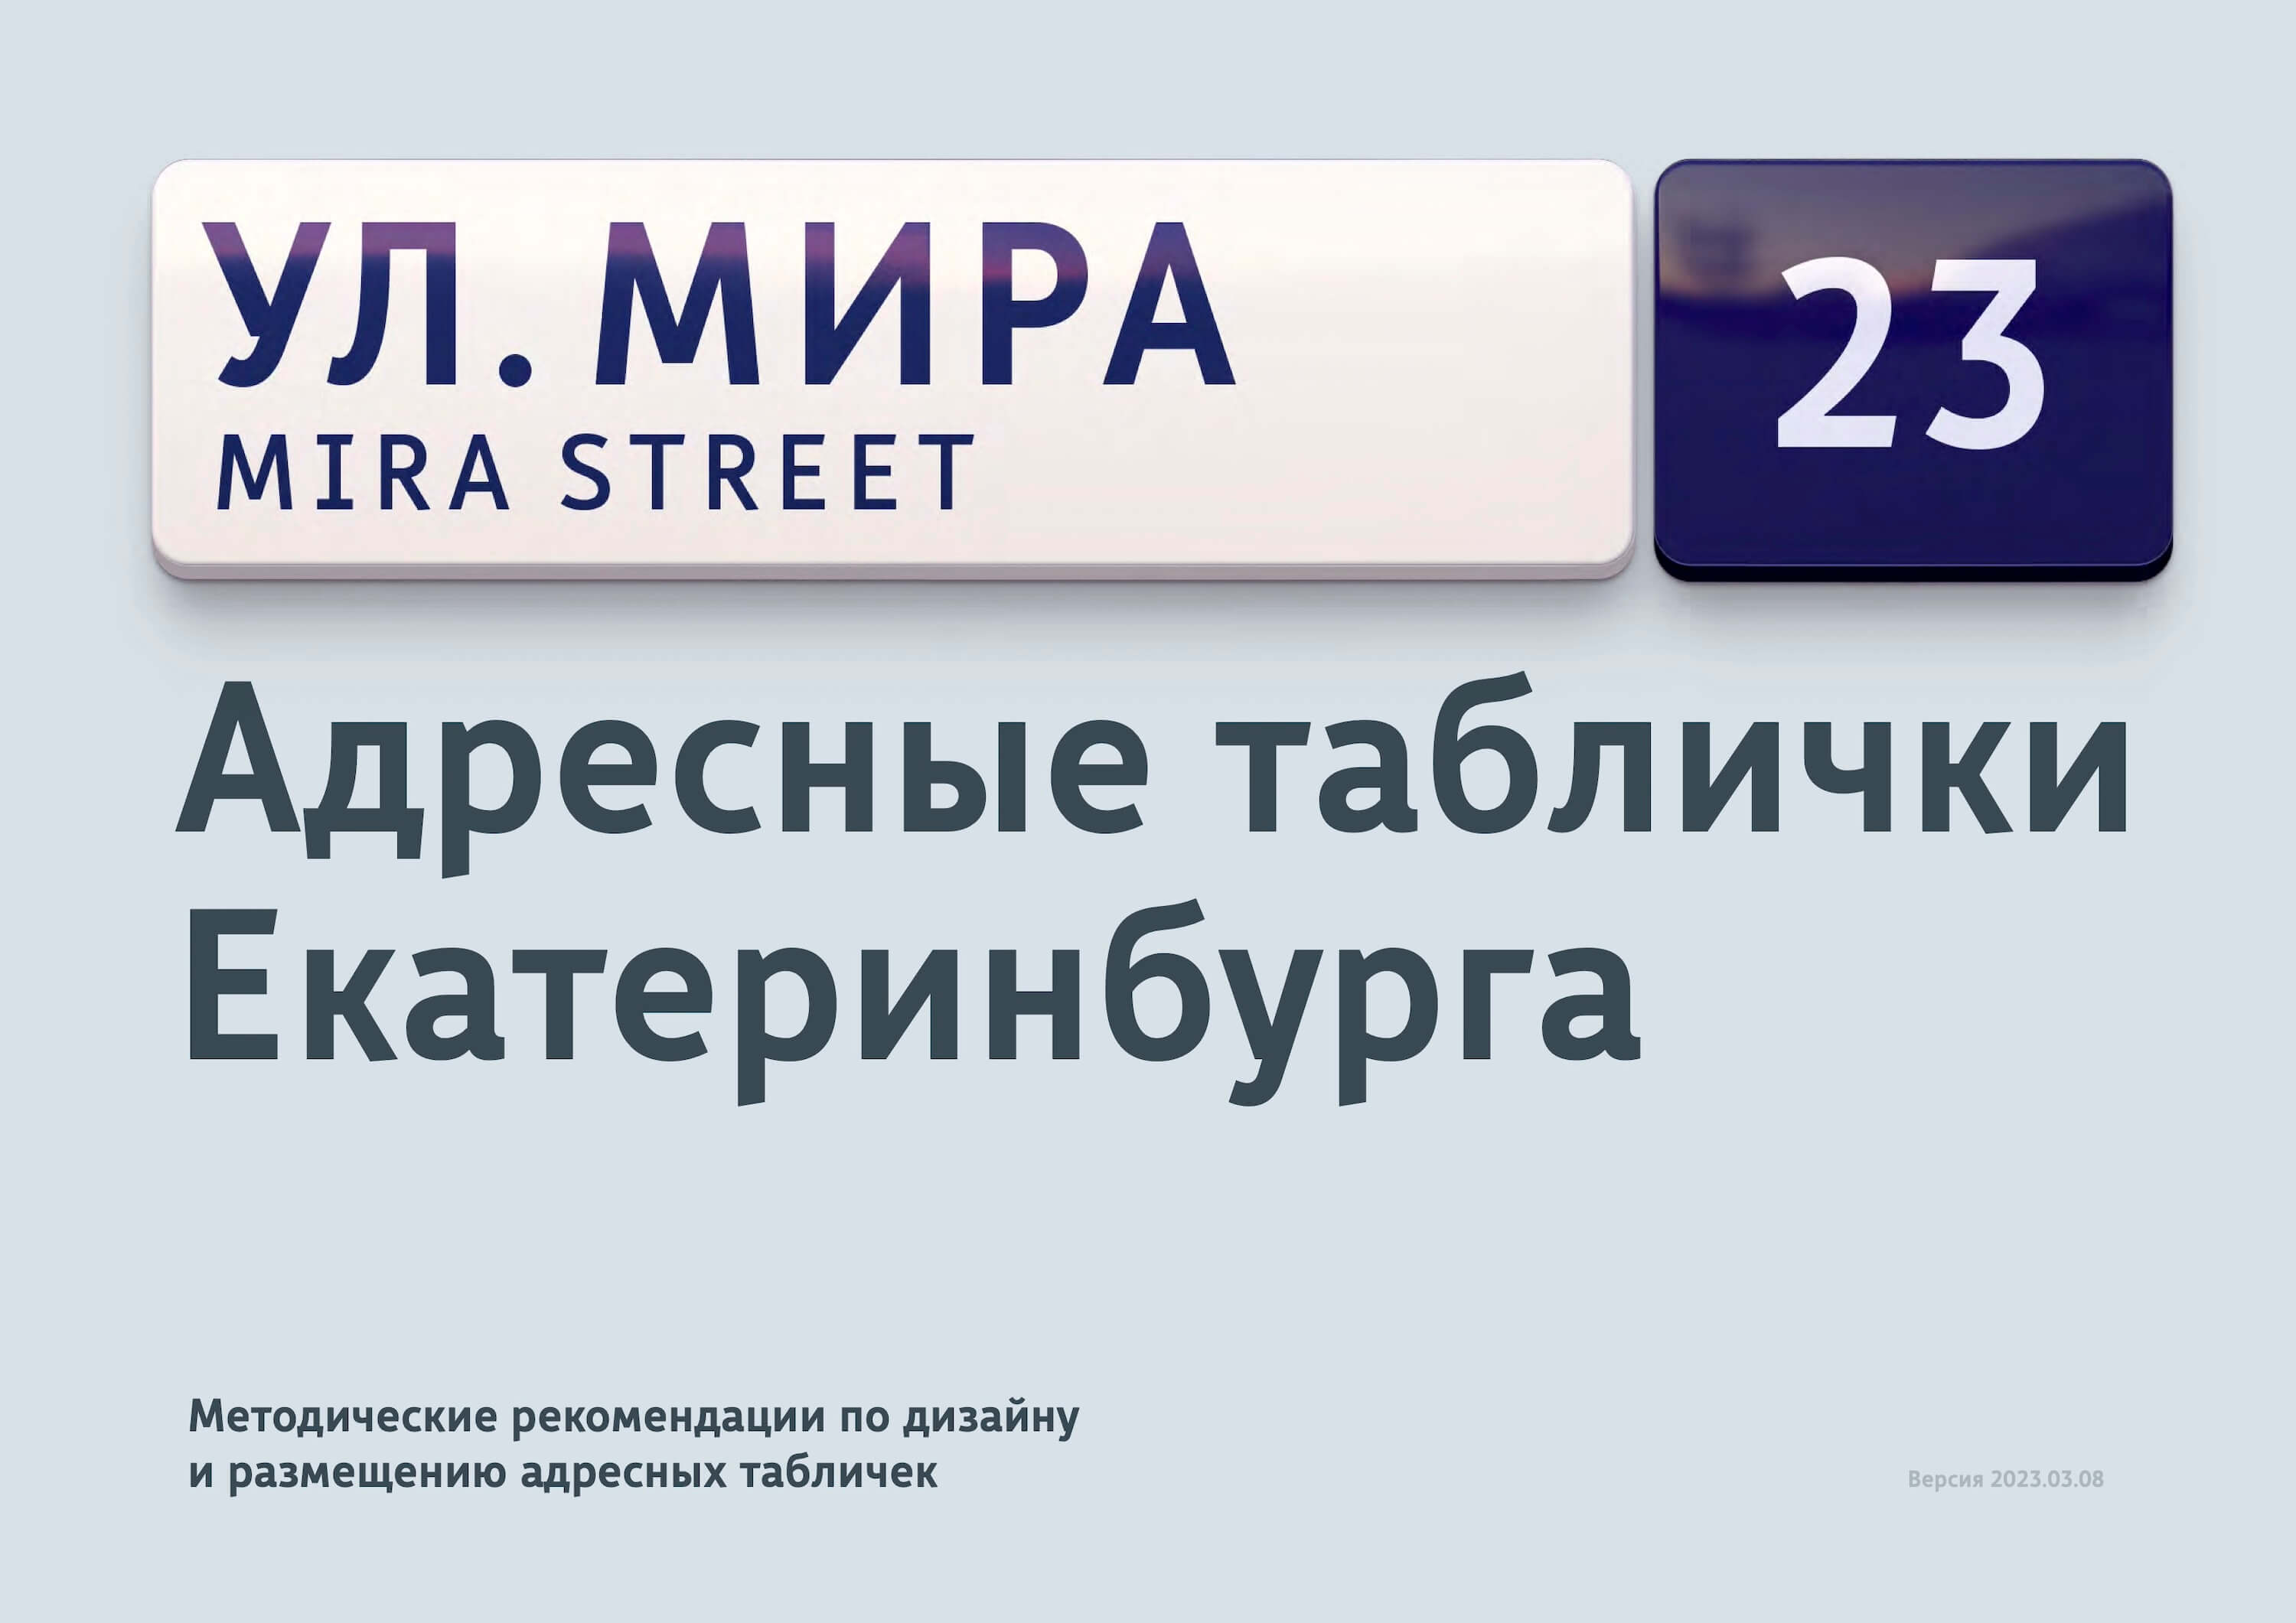 УЛ. МИРА
MIRA STREET
23
Адресные таблички
Екатеринбурга
Методические рекомендации по дизайну
и размещению адресных табличек
Версия 2023.03.08